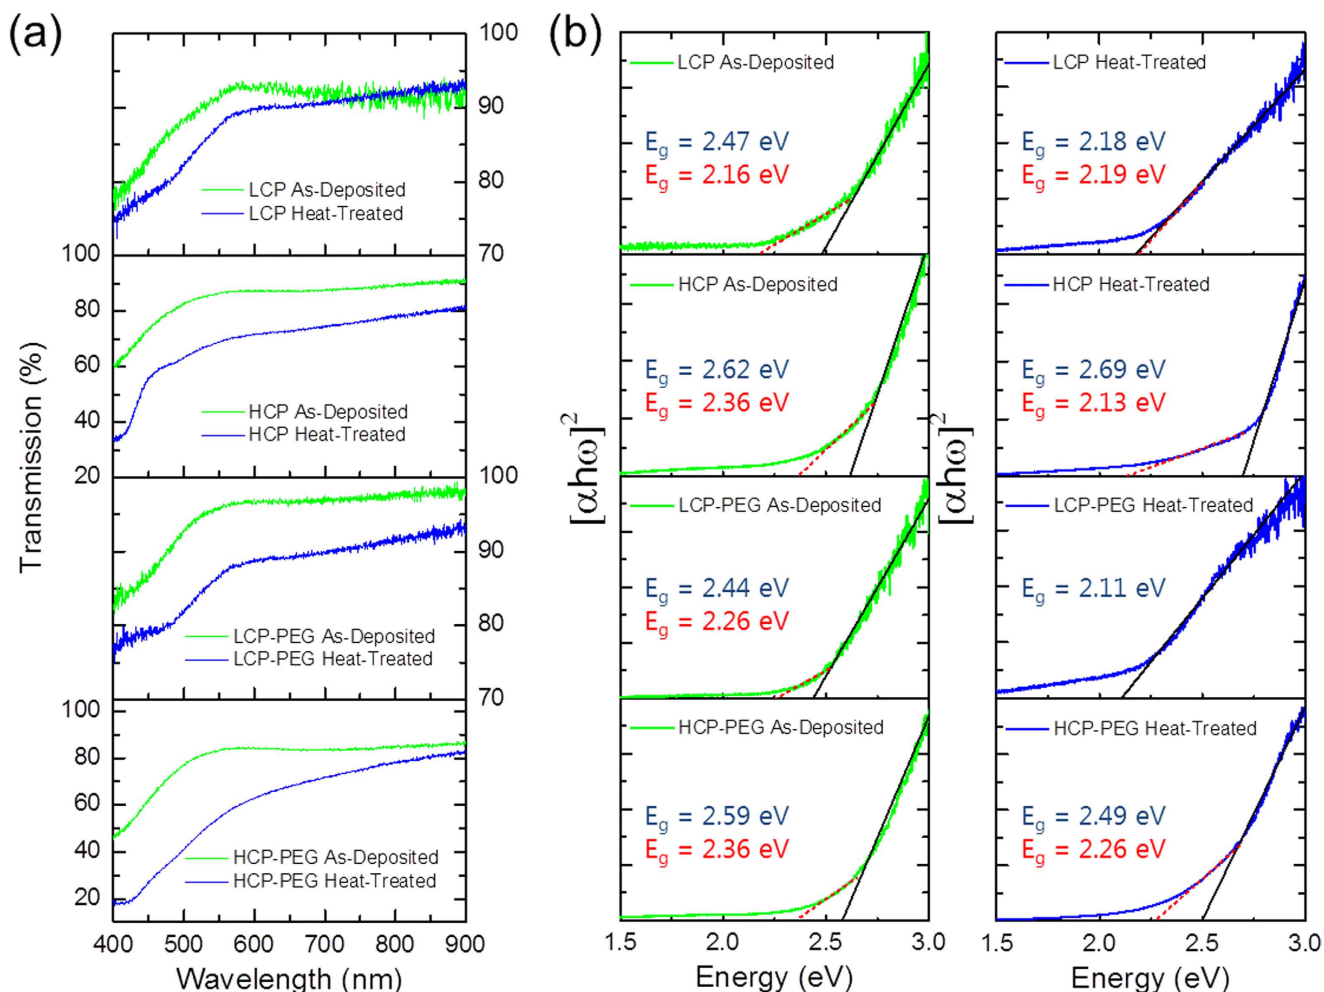 (a)
Transmission (%)
100
90
80
70
LCP As-Deposited
LCP Heat-Treated
100
80
60
40
20
HCP As-Deposited
HCP Heat-Treated
100
90
80
70
LCP-PEG As-Deposited
LCP-PEG Heat-Treated
100
80
60
40
20
HCP-PEG As-Deposited
HCP-PEG Heat-Treated
400 500 600 700 800 900
Wavelength (nm)
(b)
[αhω]²
LCP As-Deposited
Eg = 2.47 eV
Eg = 2.16 eV
HCP As-Deposited
Eg = 2.62 eV
Eg = 2.36 eV
LCP-PEG As-Deposited
Eg = 2.44 eV
Eg = 2.26 eV
HCP-PEG As-Deposited
Eg = 2.59 eV
Eg = 2.36 eV
1.5 2.0 2.5 3.0
Energy (eV)
[αhω]²
LCP Heat-Treated
Eg = 2.18 eV
Eg = 2.19 eV
HCP Heat-Treated
Eg = 2.69 eV
Eg = 2.13 eV
LCP-PEG Heat-Treated
Eg = 2.11 eV
HCP-PEG Heat-Treated
Eg = 2.49 eV
Eg = 2.26 eV
1.5 2.0 2.5 3.0
Energy (eV)